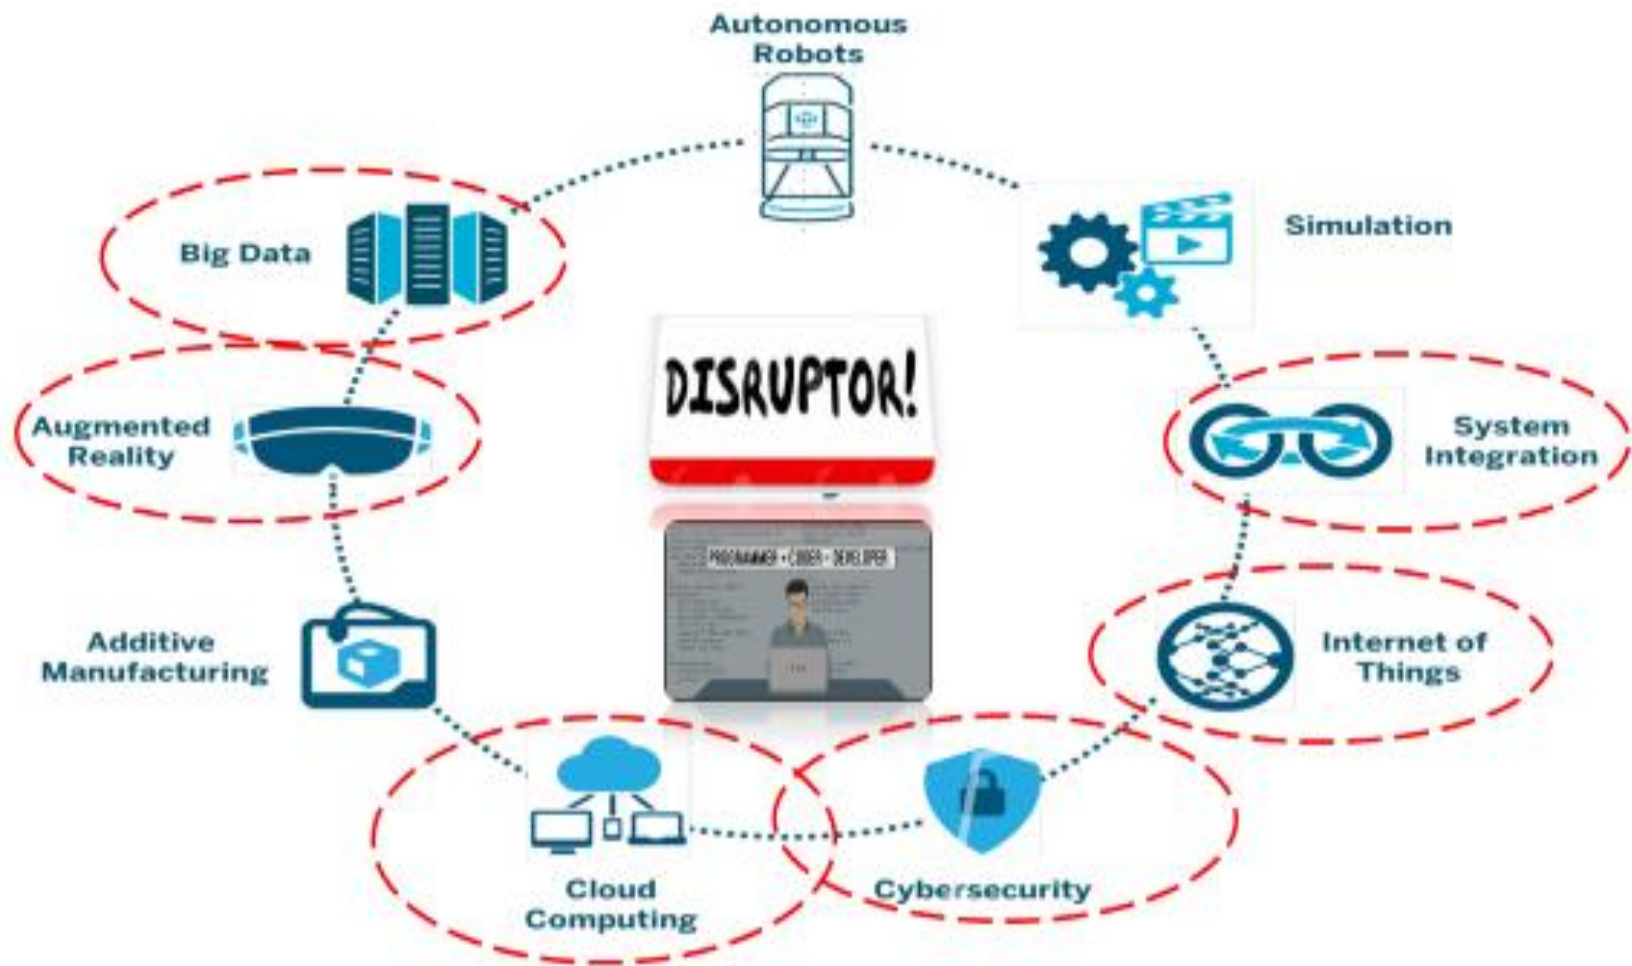 Autonomous
Robots
Simulation
Big Data
DISRUPTOR!
Augmented
Reality
System
Integration
PROGRAMMER • CODER • DEVELOPER
Additive
Manufacturing
Internet of
Things
Cloud
Computing
Cybersecurity